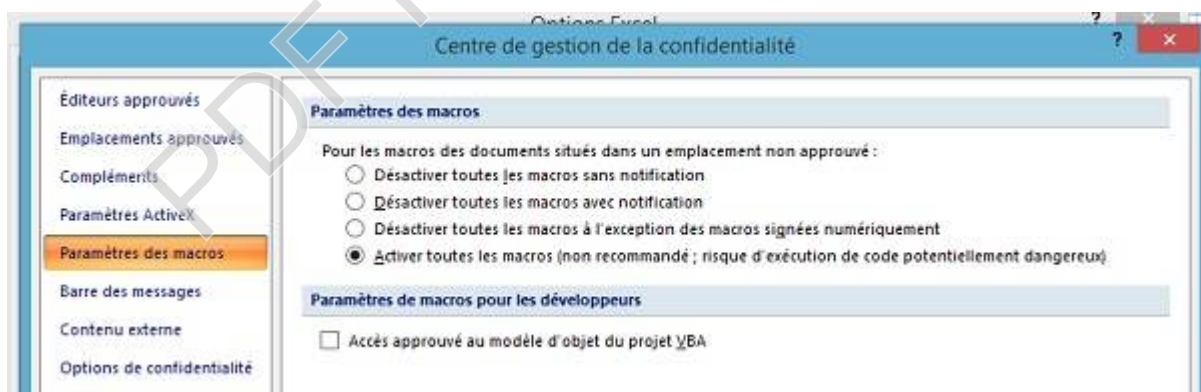 Options Excel
?
Centre de gestion de la confidentialité
?
Éditeurs approuvés
Emplacements approuvés
Compléments
Paramètres ActiveX
Paramètres des macros
Barre des messages
Contenu externe
Options de confidentialité
Paramètres des macros
Pour les macros des documents situés dans un emplacement non approuvé :
Désactiver toutes les macros sans notification
Désactiver toutes les macros avec notification
Désactiver toutes les macros à l'exception des macros signées numériquement
Activer toutes les macros (non recommandé ; risque d'exécution de code potentiellement dangereux)
Paramètres de macros pour les développeurs
Accès approuvé au modèle d'objet du projet VBA
PDF